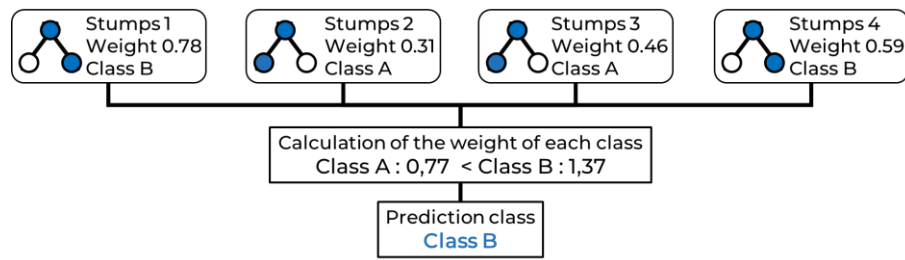 Stumps 1
Weight 0.78
Class B
Stumps 2
Weight 0.31
Class A
Stumps 3
Weight 0.46
Class A
Stumps 4
Weight 0.59
Class B
Calculation of the weight of each class
Class A : 0,77 < Class B : 1,37
Prediction class
Class B